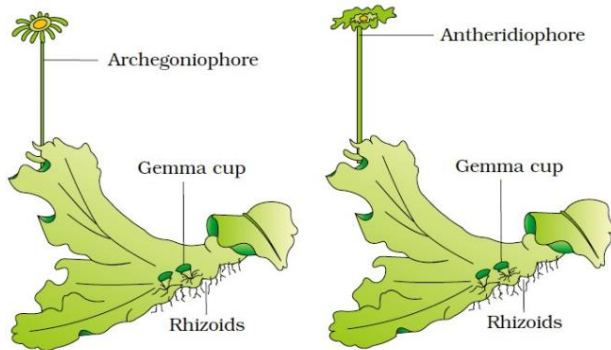 Archegoniophore
Gemma cup
Rhizoids
Antheridiophore
Gemma cup
Rhizoids